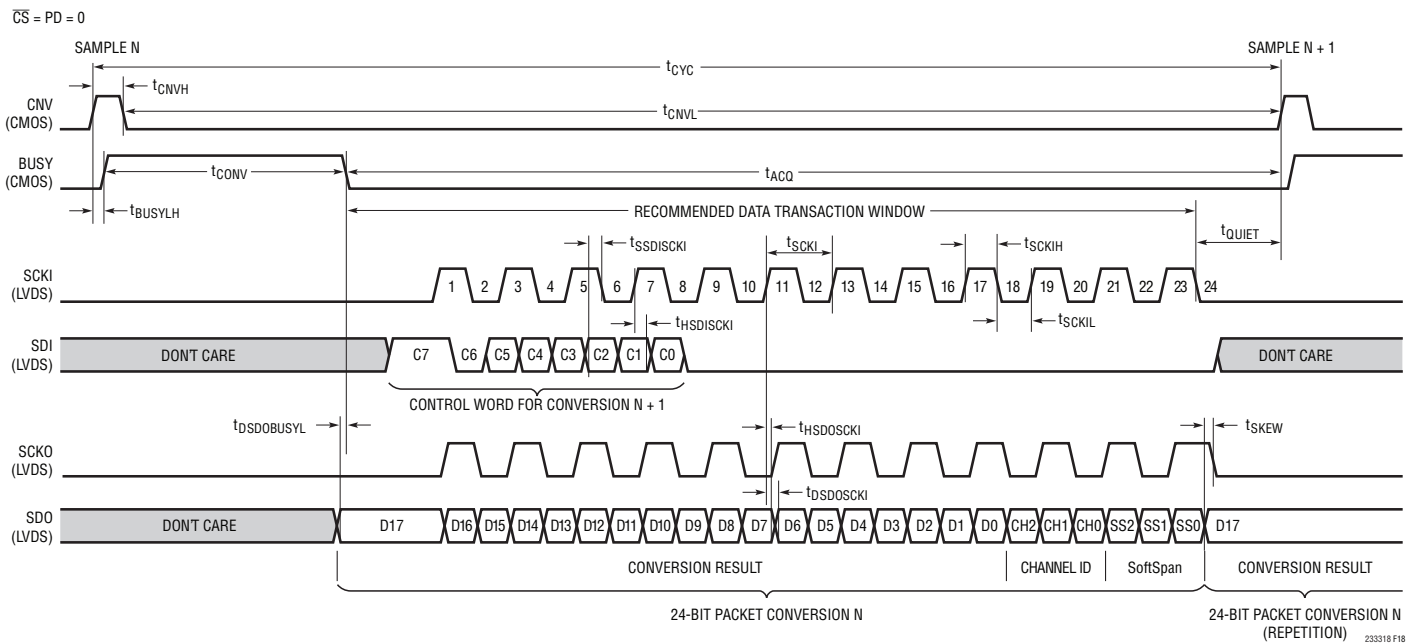 CS = PD = 0
SAMPLE N
SAMPLE N + 1
tCYC
tCNVH
CNV
(CMOS)
tCNVL
BUSY
(CMOS)
tCONV
tACQ
tBUSYLH
RECOMMENDED DATA TRANSACTION WINDOW
tQUIET
tSSDISCKI
tSCKI
tSCKIH
SCKI
(LVDS)
1 2 3 4 5 6 7 8 9 10 11 12 13 14 15 16 17 18 19 20 21 22 23 24
tHSDISCKI
tSCKIL
SDI
(LVDS)
DON'T CARE C7 C6 C5 C4 C3 C2 C1 C0 DON'T CARE
CONTROL WORD FOR CONVERSION N + 1
tDSDOBUSYL
tHSDOSCKI
tSKEW
SCKO
(LVDS)
tDSDOSCKI
SDO
(LVDS)
DON'T CARE D17 D16 D15 D14 D13 D12 D11 D10 D9 D8 D7 D6 D5 D4 D3 D2 D1 D0 CH2 CH1 CH0 SS2 SS1 SS0 D17
CONVERSION RESULT CHANNEL ID SoftSpan CONVERSION RESULT
24-BIT PACKET CONVERSION N
24-BIT PACKET CONVERSION N
(REPETITION)
233318 F18